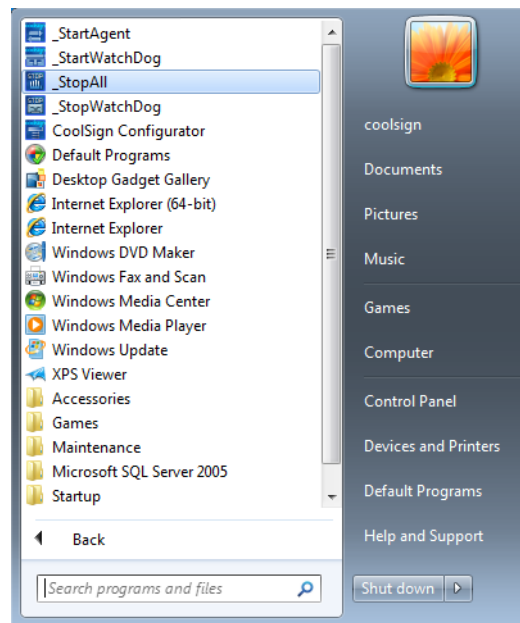 _StartAgent
_StartWatchDog
_StopAll
_StopWatchDog
CoolSign Configurator
Default Programs
Desktop Gadget Gallery
Internet Explorer (64-bit)
Internet Explorer
Windows DVD Maker
Windows Fax and Scan
Windows Media Center
Windows Media Player
Windows Update
XPS Viewer
Accessories
Games
Maintenance
Microsoft SQL Server 2005
Startup
Back
Search programs and files
coolsign
Documents
Pictures
Music
Games
Computer
Control Panel
Devices and Printers
Default Programs
Help and Support
Shut down